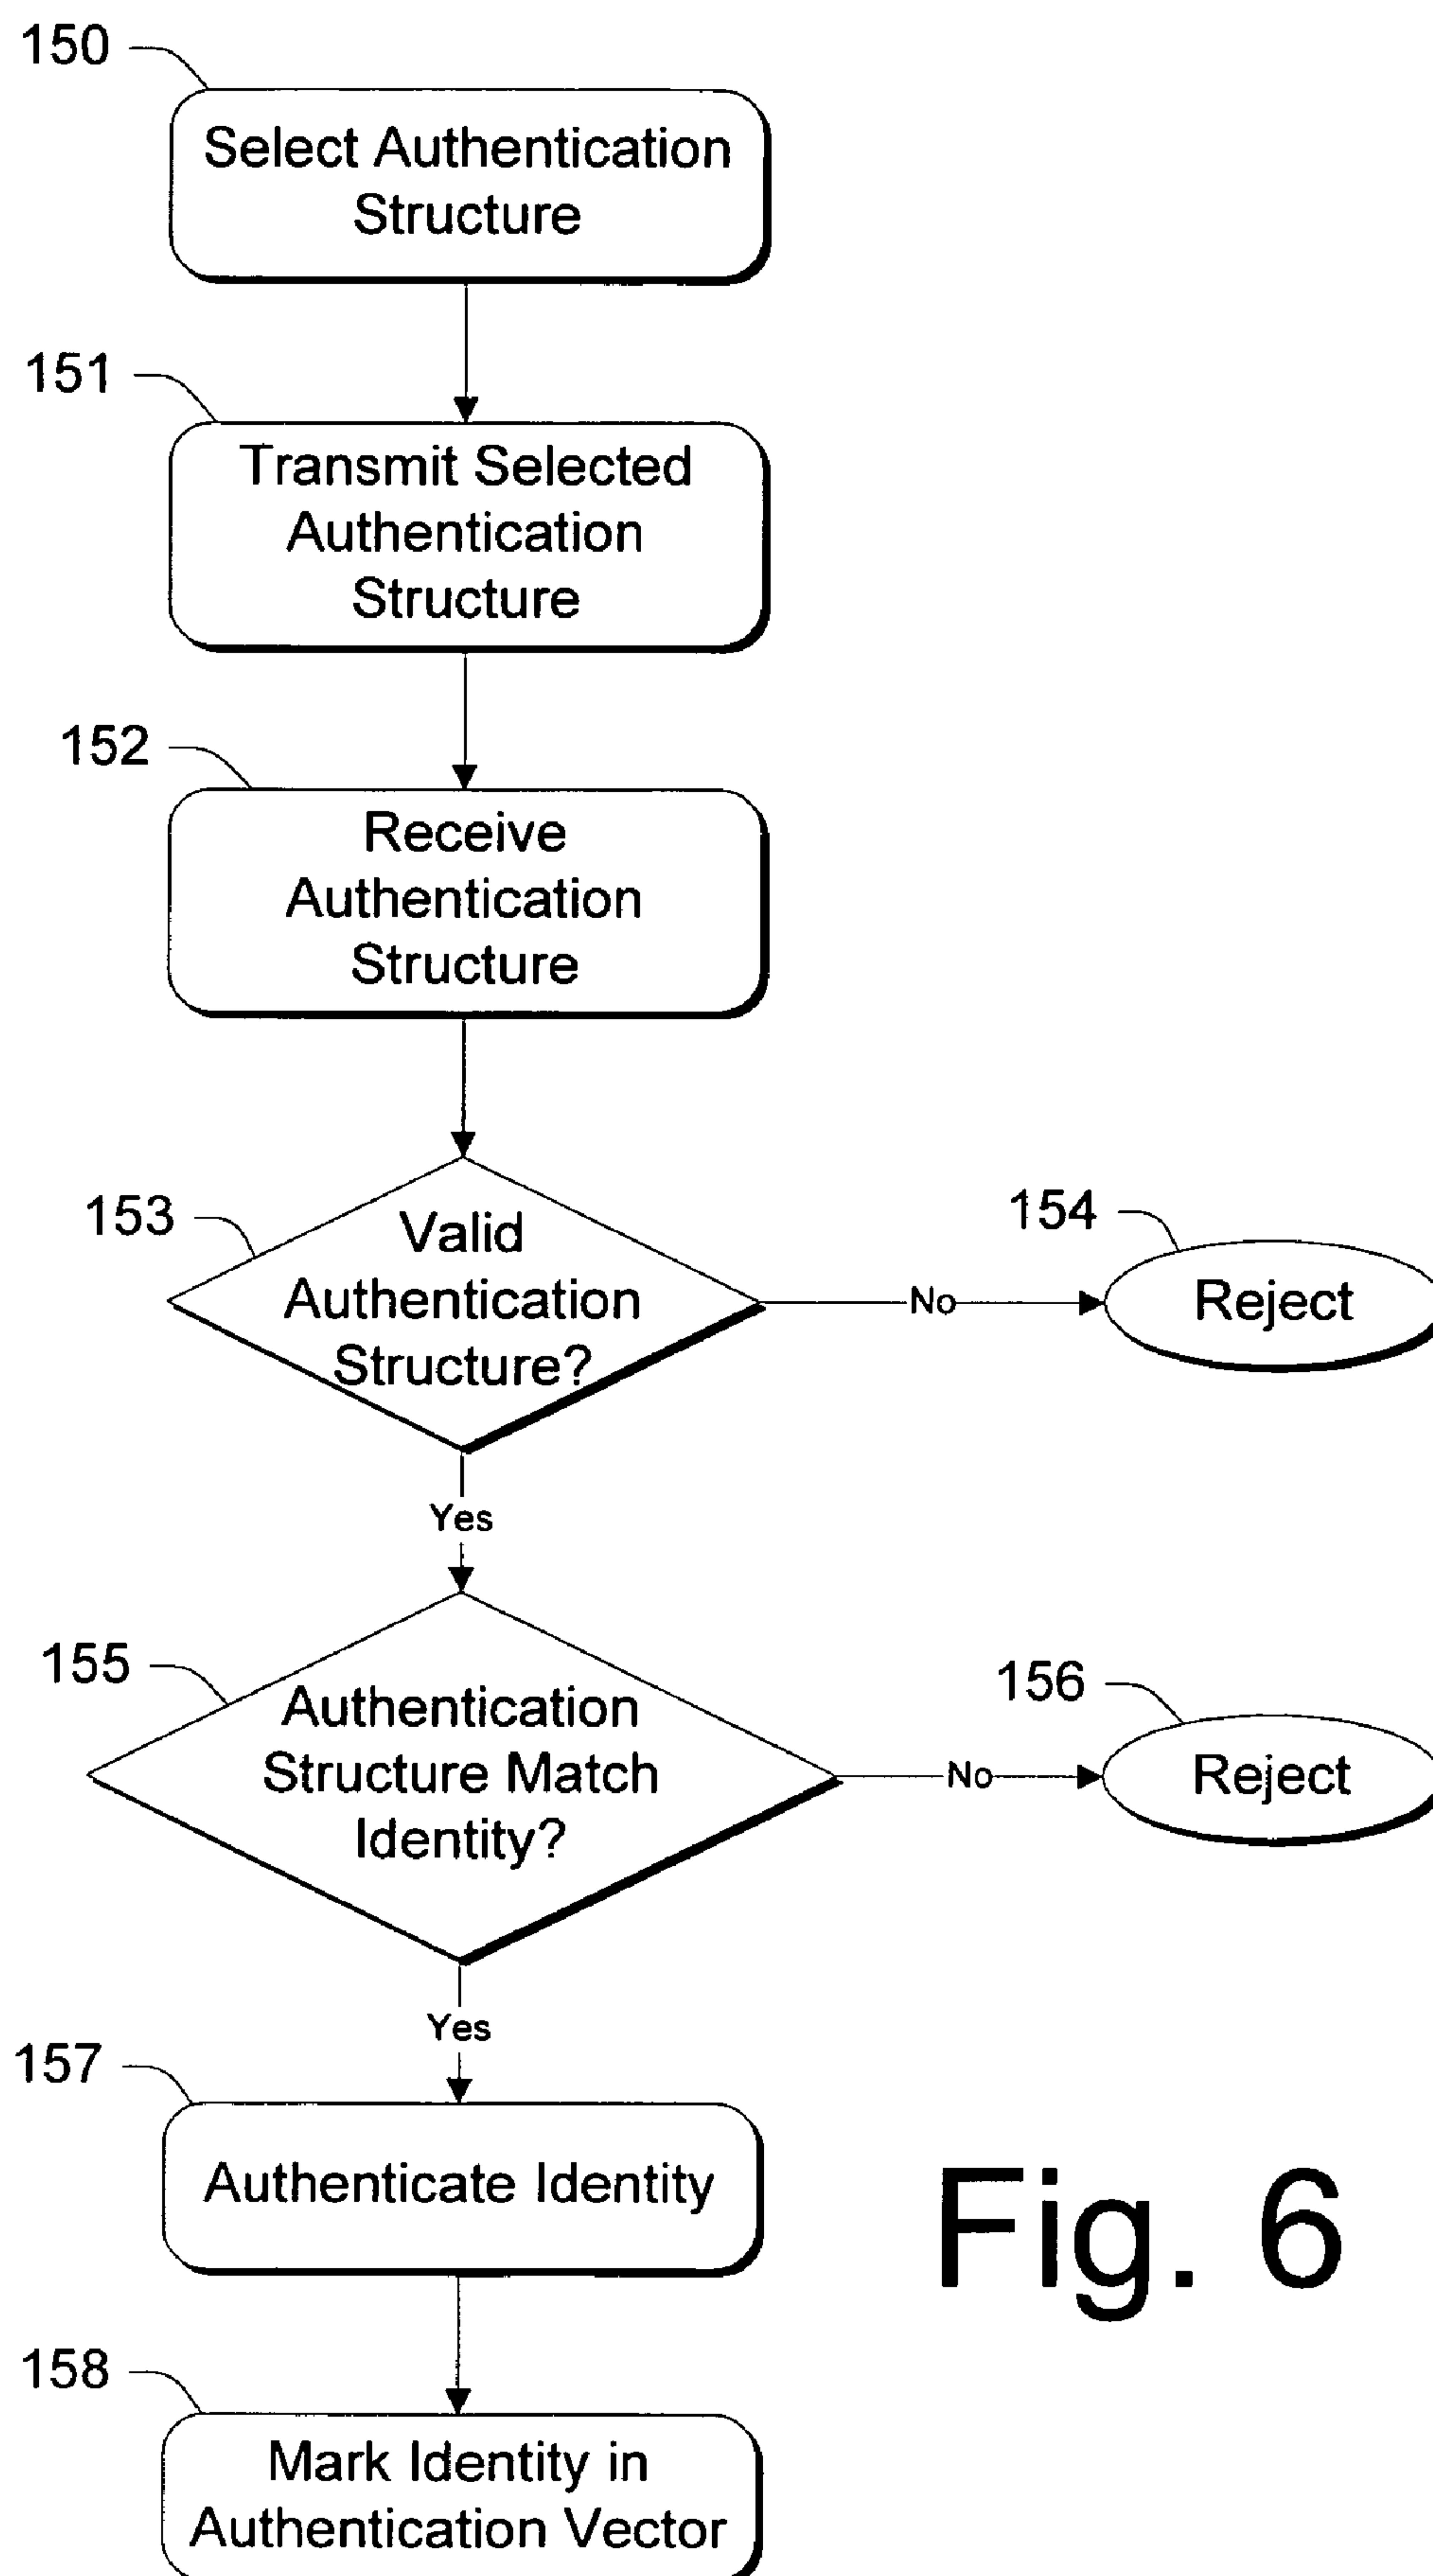 150
Select Authentication
Structure
151
Transmit Selected
Authentication
Structure
152
Receive
Authentication
Structure
153
Valid
Authentication
Structure?
No
154
Reject
Yes
155
Authentication
Structure Match
Identity?
No
156
Reject
Yes
157
Authenticate Identity
158
Mark Identity in
Authentication Vector
Fig. 6